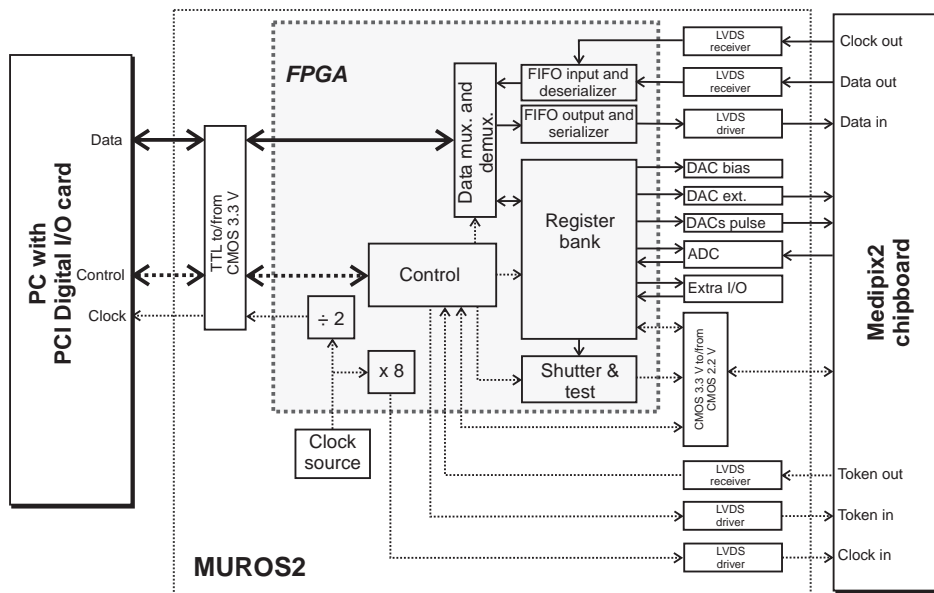 PC with
PCI Digital I/O card
Data
Control
Clock
TTL to/from
CMOS 3.3 V
FPGA
Data mux. and
demux.
FIFO input and
deserializer
FIFO output and
serializer
Register
bank
Control
÷ 2
x 8
Clock
source
Shutter &
test
LVDS
receiver
LVDS
receiver
LVDS
driver
DAC bias
DAC ext.
DACs pulse
ADC
Extra I/O
CMOS 3.3 V to/from
CMOS 2.2 V
LVDS
receiver
LVDS
driver
LVDS
driver
MUROS2
Clock out
Data out
Data in
Medipix2
chipboard
Token out
Token in
Clock in